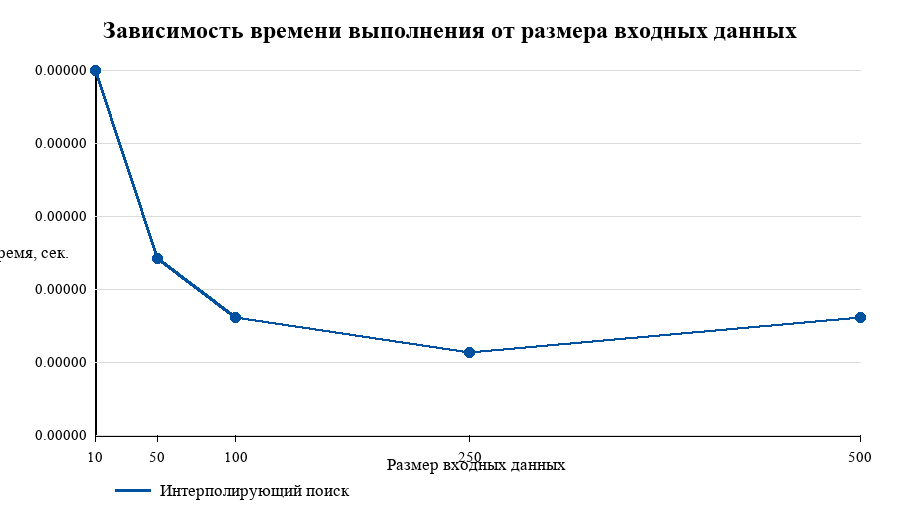 Зависимость времени выполнения от размера входных данных
0.00000
0.00000
0.00000
ремя, сек.
0.00000
0.00000
0.00000
10 50 100 250 500
Размер входных данных
Интерполирующий поиск